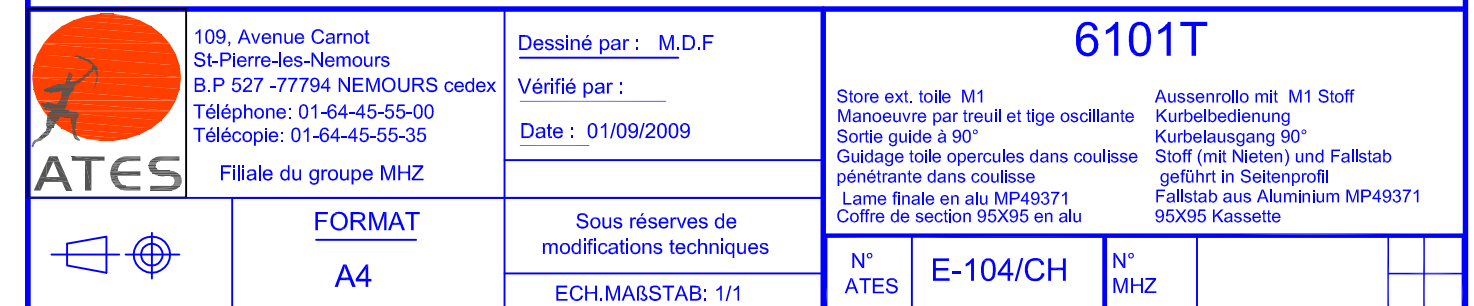 109, Avenue Carnot
St-Pierre-les-Nemours
B.P 527 -77794 NEMOURS cedex
Téléphone: 01-64-45-55-00
Télécopie: 01-64-45-55-35
Filiale du groupe MHZ
ATES
Dessiné par : M.D.F
Vérifié par :
Date : 01/09/2009
6101T
Store ext. toile M1
Manoeuvre par treuil et tige oscillante
Sortie guide à 90°
Guidage toile opercules dans coulisse
pénétrante dans coulisse
Lame finale en alu MP49371
Coffre de section 95X95 en alu
Aussenrollo mit M1 Stoff
Kurbelbedienung
Kurbelausgang 90°
Stoff (mit Nieten) und Fallstab
geführt in Seitenprofil
Fallstab aus Aluminium MP49371
95X95 Kassette
FORMAT
A4
Sous réserves de
modifications techniques
ECH.MAßSTAB: 1/1
N°
ATES
E-104/CH
N°
MHZ